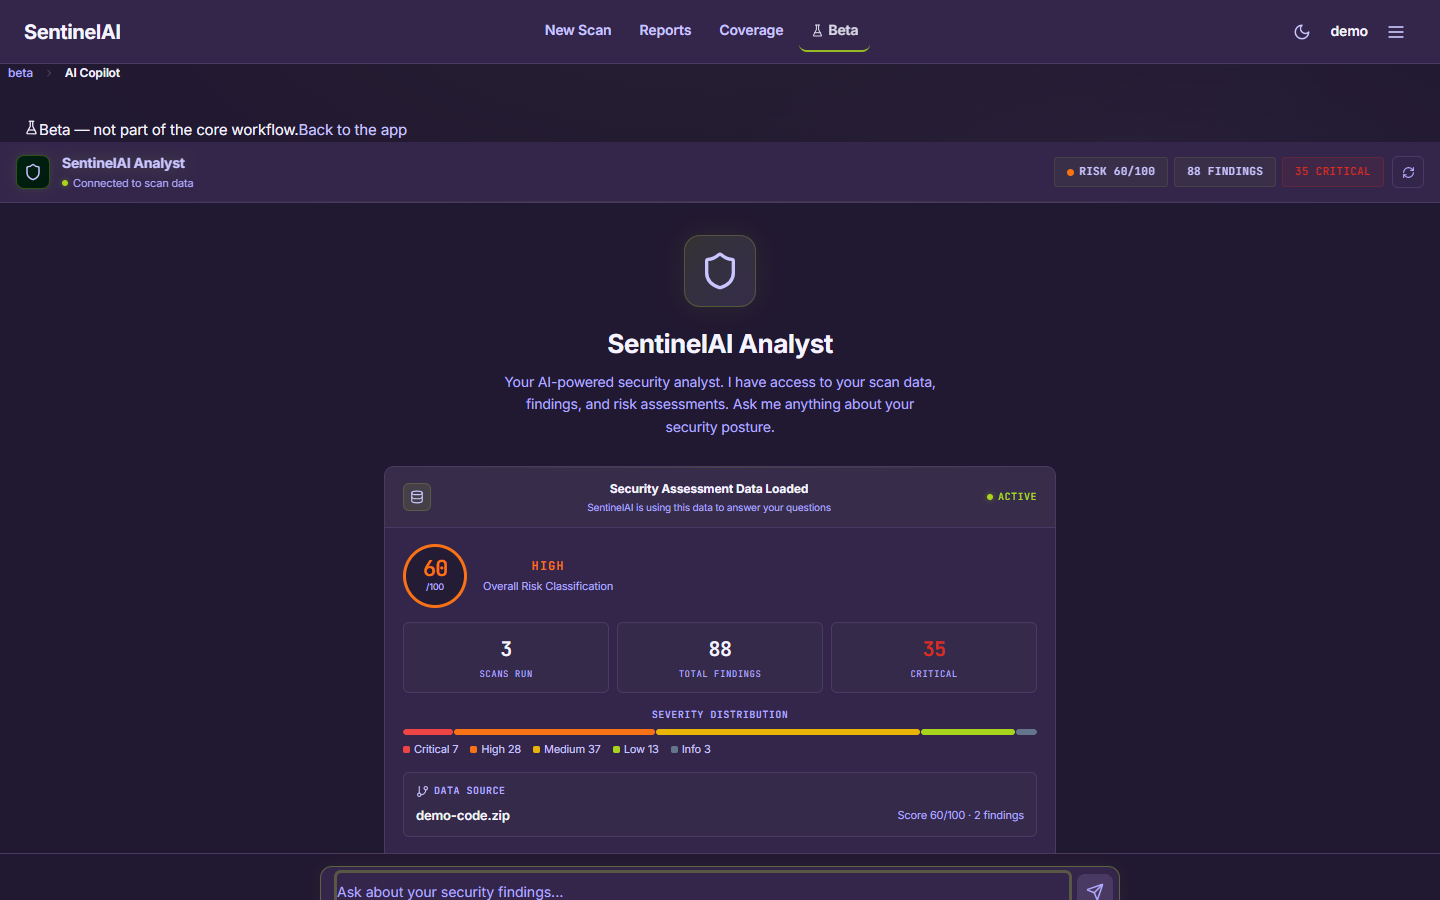 SentinelAI
New Scan
Reports
Coverage
Beta
demo
beta
AI Copilot
Beta — not part of the core workflow.Back to the app
SentinelAI Analyst
Connected to scan data
RISK 60/100
88 FINDINGS
35 CRITICAL
SentinelAI Analyst
Your AI-powered security analyst. I have access to your scan data,
findings, and risk assessments. Ask me anything about your
security posture.
Security Assessment Data Loaded
SentinelAI is using this data to answer your questions
ACTIVE
60
/100
HIGH
Overall Risk Classification
3
SCANS RUN
88
TOTAL FINDINGS
35
CRITICAL
SEVERITY DISTRIBUTION
Critical 7
High 28
Medium 37
Low 13
Info 3
DATA SOURCE
demo-code.zip
Score 60/100 · 2 findings
Ask about your security findings...